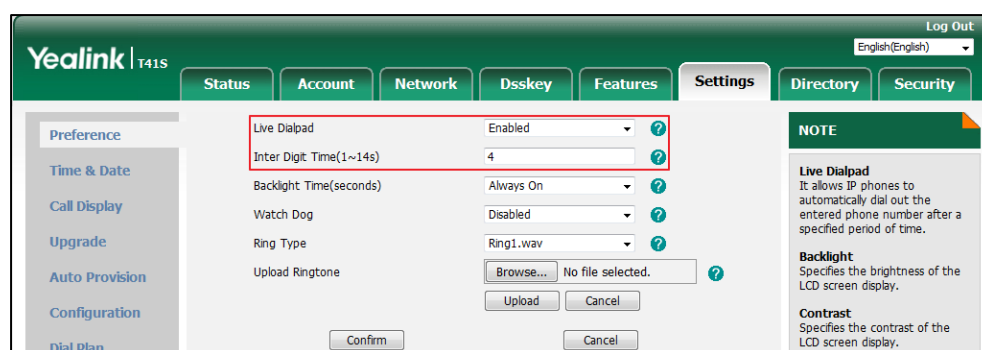 Log Out
English(English)
Yealink T41S
Status Account Network Dsskey Features Settings Directory Security
Preference
Time & Date
Call Display
Upgrade
Auto Provision
Configuration
Dial Plan
Live Dialpad Enabled
Inter Digit Time(1~14s) 4
Backlight Time(seconds) Always On
Watch Dog Disabled
Ring Type Ring1.wav
Upload Ringtone Browse... No file selected.
Upload Cancel
Confirm Cancel
NOTE
Live Dialpad
It allows IP phones to
automatically dial out the
entered phone number after a
specified period of time.
Backlight
Specifies the brightness of the
LCD screen display.
Contrast
Specifies the contrast of the
LCD screen display.